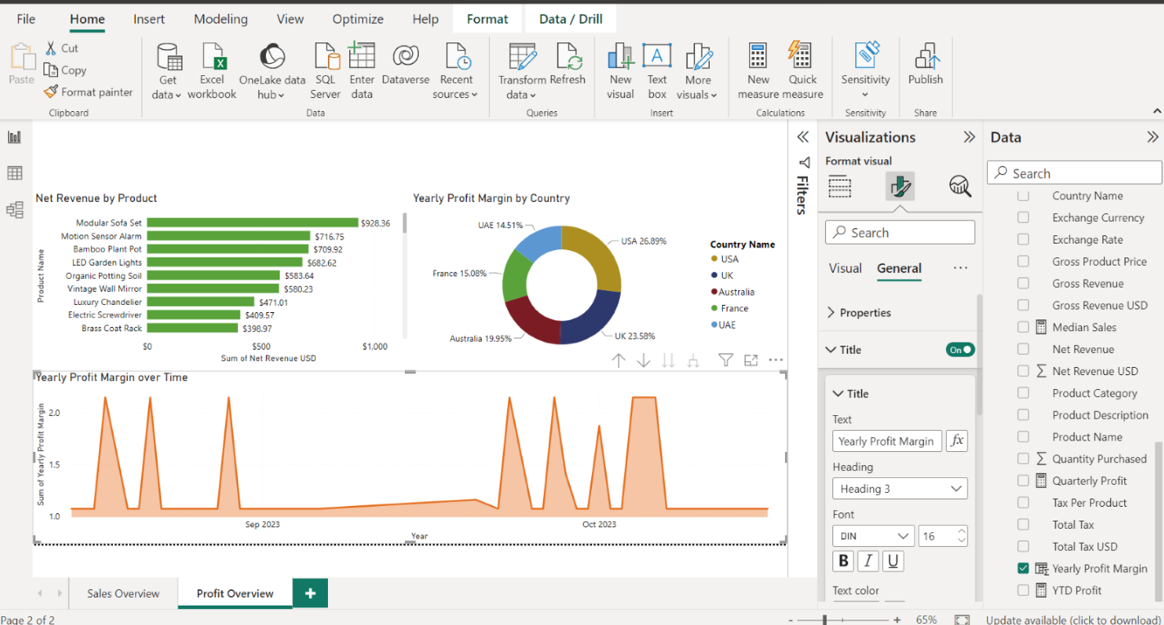 File Home Insert Modeling View Optimize Help Format Data / Drill
Paste
Cut
Copy
Format painter
Clipboard
Get data
Excel workbook
OneLake data hub
SQL Server
Enter data
Dataverse
Recent sources
Data
Transform data
Refresh
Queries
New visual
Text box
More visuals
Insert
New measure
Quick measure
Calculations
Sensitivity
Sensitivity
Publish
Share
Net Revenue by Product
Product Name
Modular Sofa Set $928.36
Motion Sensor Alarm $716.75
Bamboo Plant Pot $709.92
LED Garden Lights $682.62
Organic Potting Soil $583.64
Vintage Wall Mirror $580.23
Luxury Chandelier $471.01
Electric Screwdriver $409.57
Brass Coat Rack $398.97
$0 $500 $1,000
Sum of Net Revenue USD
Yearly Profit Margin by Country
UAE 14.51%
USA 26.89%
France 15.08%
Australia 19.95%
UK 23.58%
Country Name
USA
UK
Australia
France
UAE
Yearly Profit Margin over Time
Sum of Yearly Profit Margin
2.0
1.5
1.0
Sep 2023 Oct 2023
Year
Filters
Visualizations
Format visual
Search
Visual General ...
Properties
Title On
Title
Text
Yearly Profit Margin fx
Heading
Heading 3
Font
DIN 16
B I U
Text color
Data
Search
Country Name
Exchange Currency
Exchange Rate
Gross Product Price
Gross Revenue
Gross Revenue USD
Median Sales
Net Revenue
Net Revenue USD
Product Category
Product Description
Product Name
Quantity Purchased
Quarterly Profit
Tax Per Product
Total Tax
Total Tax USD
Yearly Profit Margin
YTD Profit
Sales Overview Profit Overview +
Page 2 of 2
- + 65%
Update available (click to download)